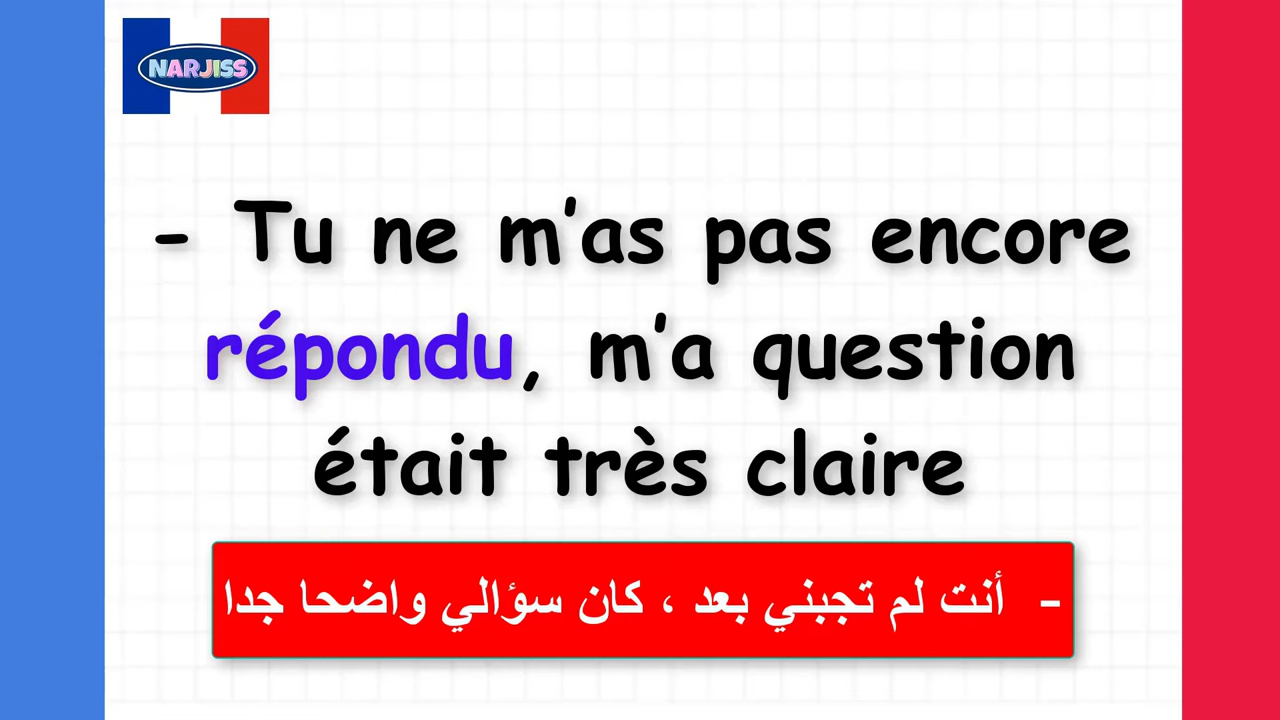 NARJISS
- Tu ne m'as pas encore
répondu, m'a question
était très claire
- أنت لم تجبني بعد ، كان سؤالي واضحا جدا